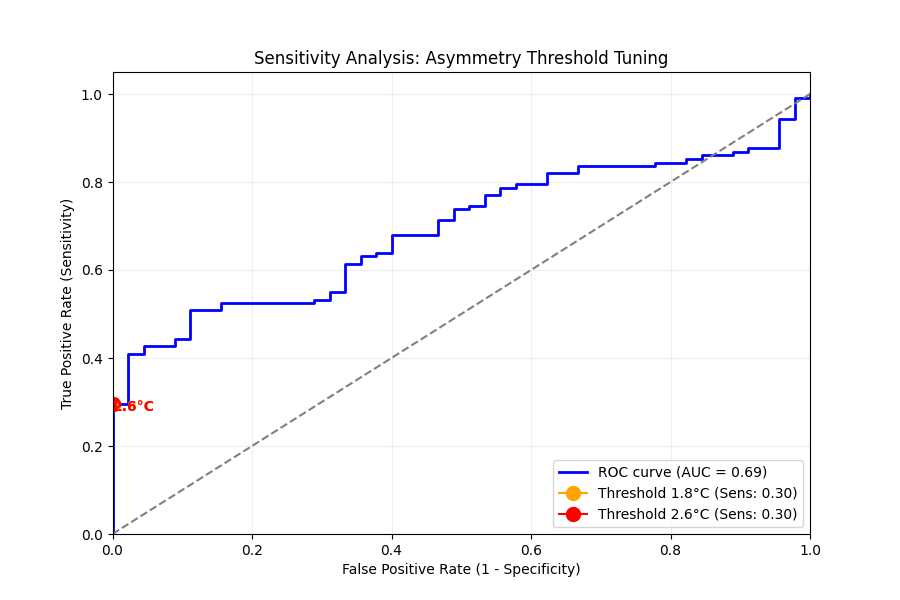 Sensitivity Analysis: Asymmetry Threshold Tuning
True Positive Rate (Sensitivity)
1.0
0.8
0.6
0.4
0.2
0.0
2.6°C
ROC curve (AUC = 0.69)
Threshold 1.8°C (Sens: 0.30)
Threshold 2.6°C (Sens: 0.30)
0.0 0.2 0.4 0.6 0.8 1.0
False Positive Rate (1 - Specificity)